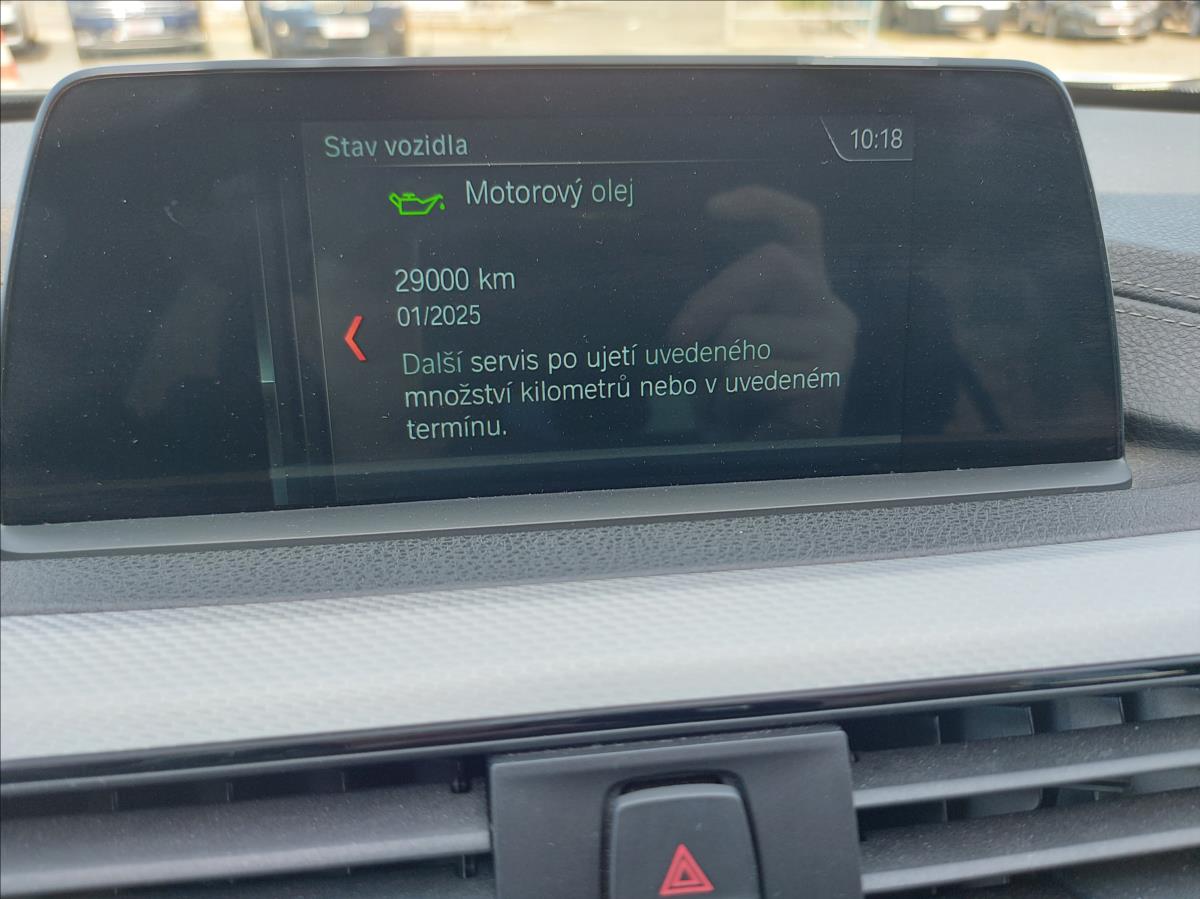 Stav vozidla
10:18
Motorový olej
29000 km
01/2025
Další servis po ujetí uvedeného
množství kilometrů nebo v uvedeném
termínu.